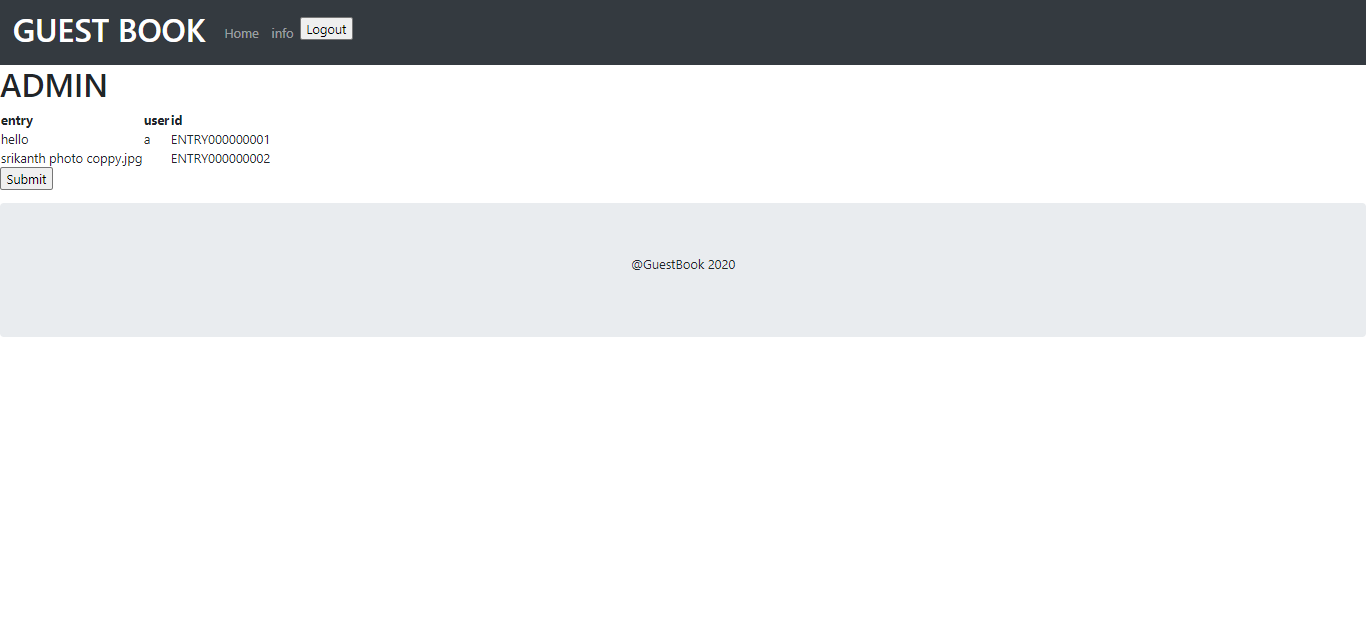 GUEST BOOK Home info Logout
ADMIN
entry user id
hello a ENTRY000000001
srikanth photo coppy.jpg ENTRY000000002
Submit
@GuestBook 2020